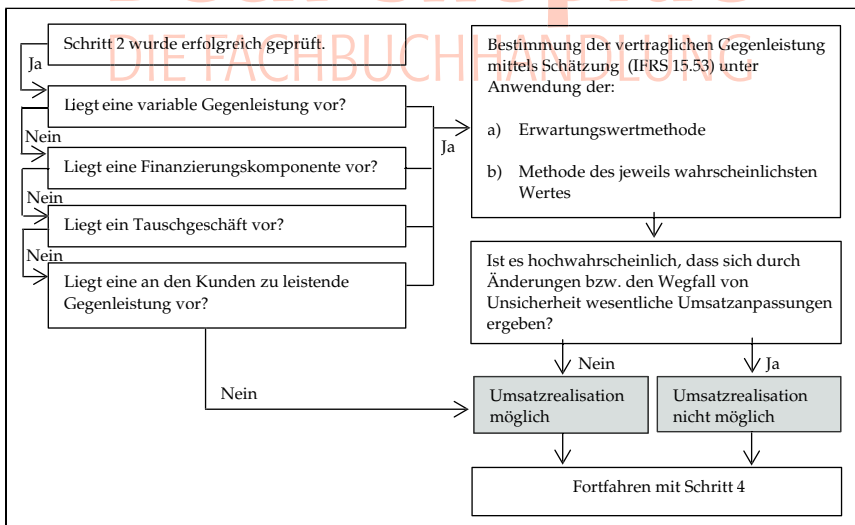 DIE FACHBUCHHANDLUNG
Schritt 2 wurde erfolgreich geprüft.
Ja
Liegt eine variable Gegenleistung vor?
Nein
Liegt eine Finanzierungskomponente vor?
Nein
Liegt ein Tauschgeschäft vor?
Nein
Liegt eine an den Kunden zu leistende
Gegenleistung vor?
Nein
Ja
Bestimmung der vertraglichen Gegenleistung
mittels Schätzung (IFRS 15.53) unter
Anwendung der:
a) Erwartungswertmethode
b) Methode des jeweils wahrscheinlichsten
Wertes
Ist es hochwahrscheinlich, dass sich durch
Änderungen bzw. den Wegfall von
Unsicherheit wesentliche Umsatzanpassungen
ergeben?
Nein
Ja
Umsatzrealisation
möglich
Umsatzrealisation
nicht möglich
Fortfahren mit Schritt 4